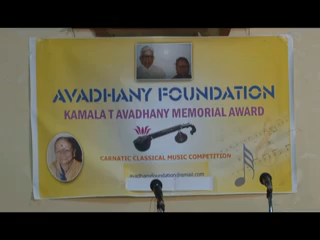 AVADHANY FOUNDATION
KAMALA T AVADHANY MEMORIAL AWARD
CARNATIC CLASSICAL MUSIC COMPETITION